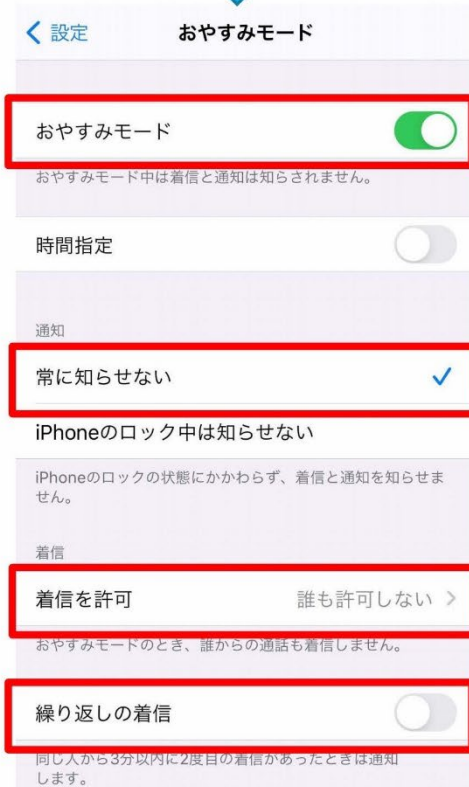 設定 おやすみモード
おやすみモード
おやすみモード中は着信と通知は知らされません。
時間指定
通知
常に知らせない
iPhoneのロック中は知らせない
iPhoneのロックの状態にかかわらず、着信と通知を知らせま
せん。
着信
着信を許可 誰も許可しない
おやすみモードのとき、誰からの通話も着信しません。
繰り返しの着信
同じ人から3分以内に2度目の着信があったときは通知
します。